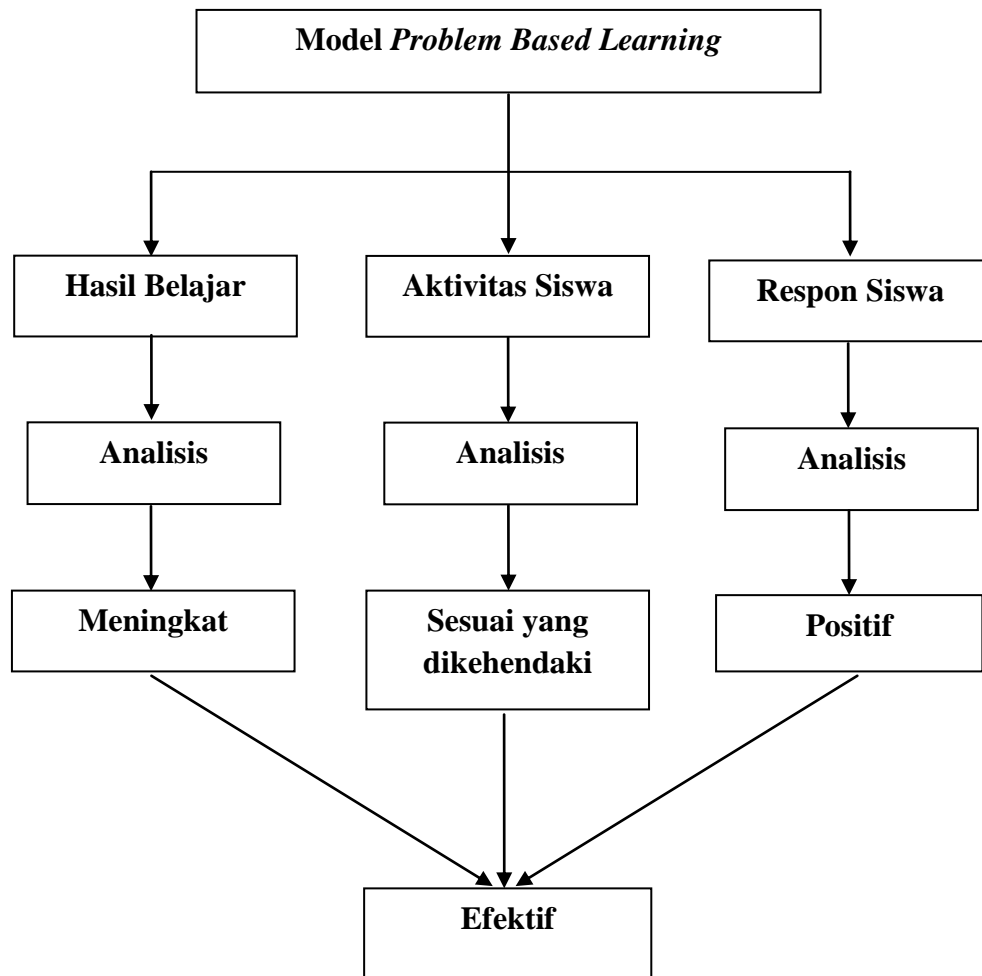 Model Problem Based Learning
Hasil Belajar
Aktivitas Siswa
Respon Siswa
Analisis
Analisis
Analisis
Meningkat
Sesuai yang
dikehendaki
Positif
Efektif